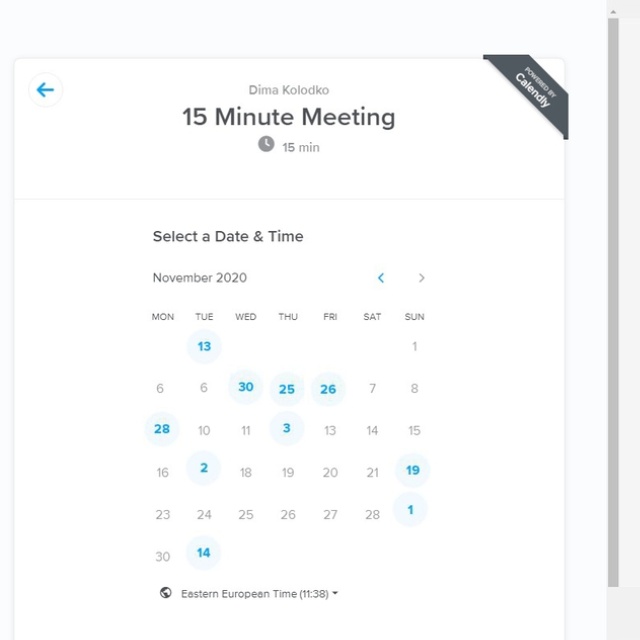 POWERED BY
Calendly
Dima Kolodko
15 Minute Meeting
15 min
Select a Date & Time
November 2020
MON TUE WED THU FRI SAT SUN
13 1
6 6 30 25 26 7 8
28 10 11 3 13 14 15
16 2 18 19 20 21 19
23 24 25 26 27 28 1
30 14
Eastern European Time (11:38)